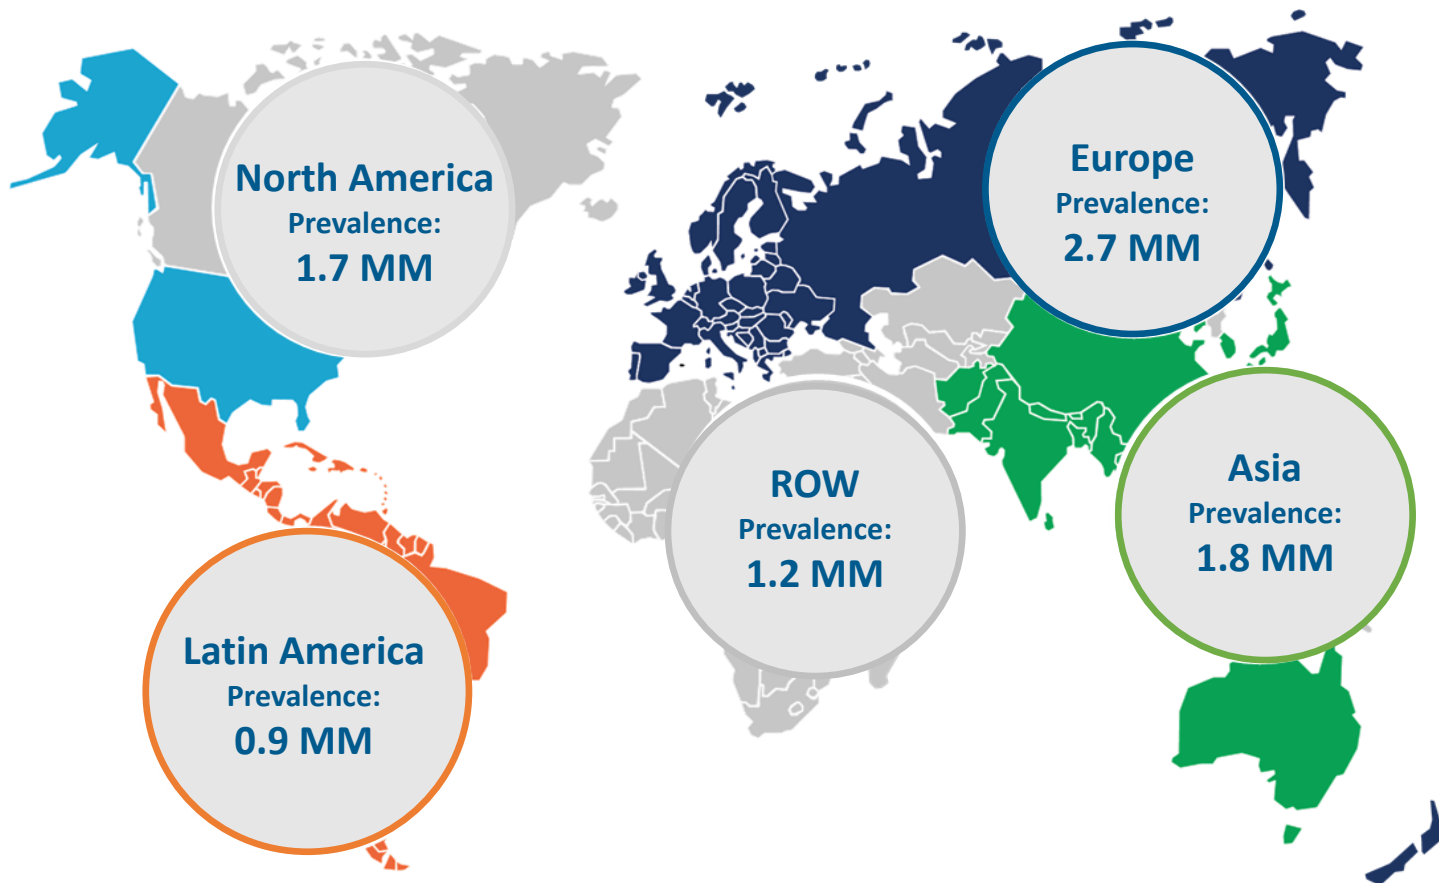 North America
Prevalence:
1.7 MM
Europe
Prevalence:
2.7 MM
ROW
Prevalence:
1.2 MM
Asia
Prevalence:
1.8 MM
Latin America
Prevalence:
0.9 MM